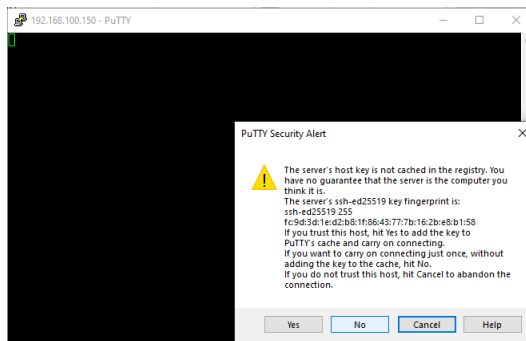 192.168.100.150 - PuTTY
PuTTY Security Alert
The server's host key is not cached in the registry. You
have no guarantee that the server is the computer you
think it is.
The server's ssh-ed25519 key fingerprint is:
ssh-ed25519 255
fc:9d:3d:1e:d2:b8:1f:86:43:77:7b:16:2b:e8:b1:58
If you trust this host, hit Yes to add the key to
PuTTY's cache and carry on connecting.
If you want to carry on connecting just once, without
adding the key to the cache, hit No.
If you do not trust this host, hit Cancel to abandon the
connection.
Yes No Cancel Help